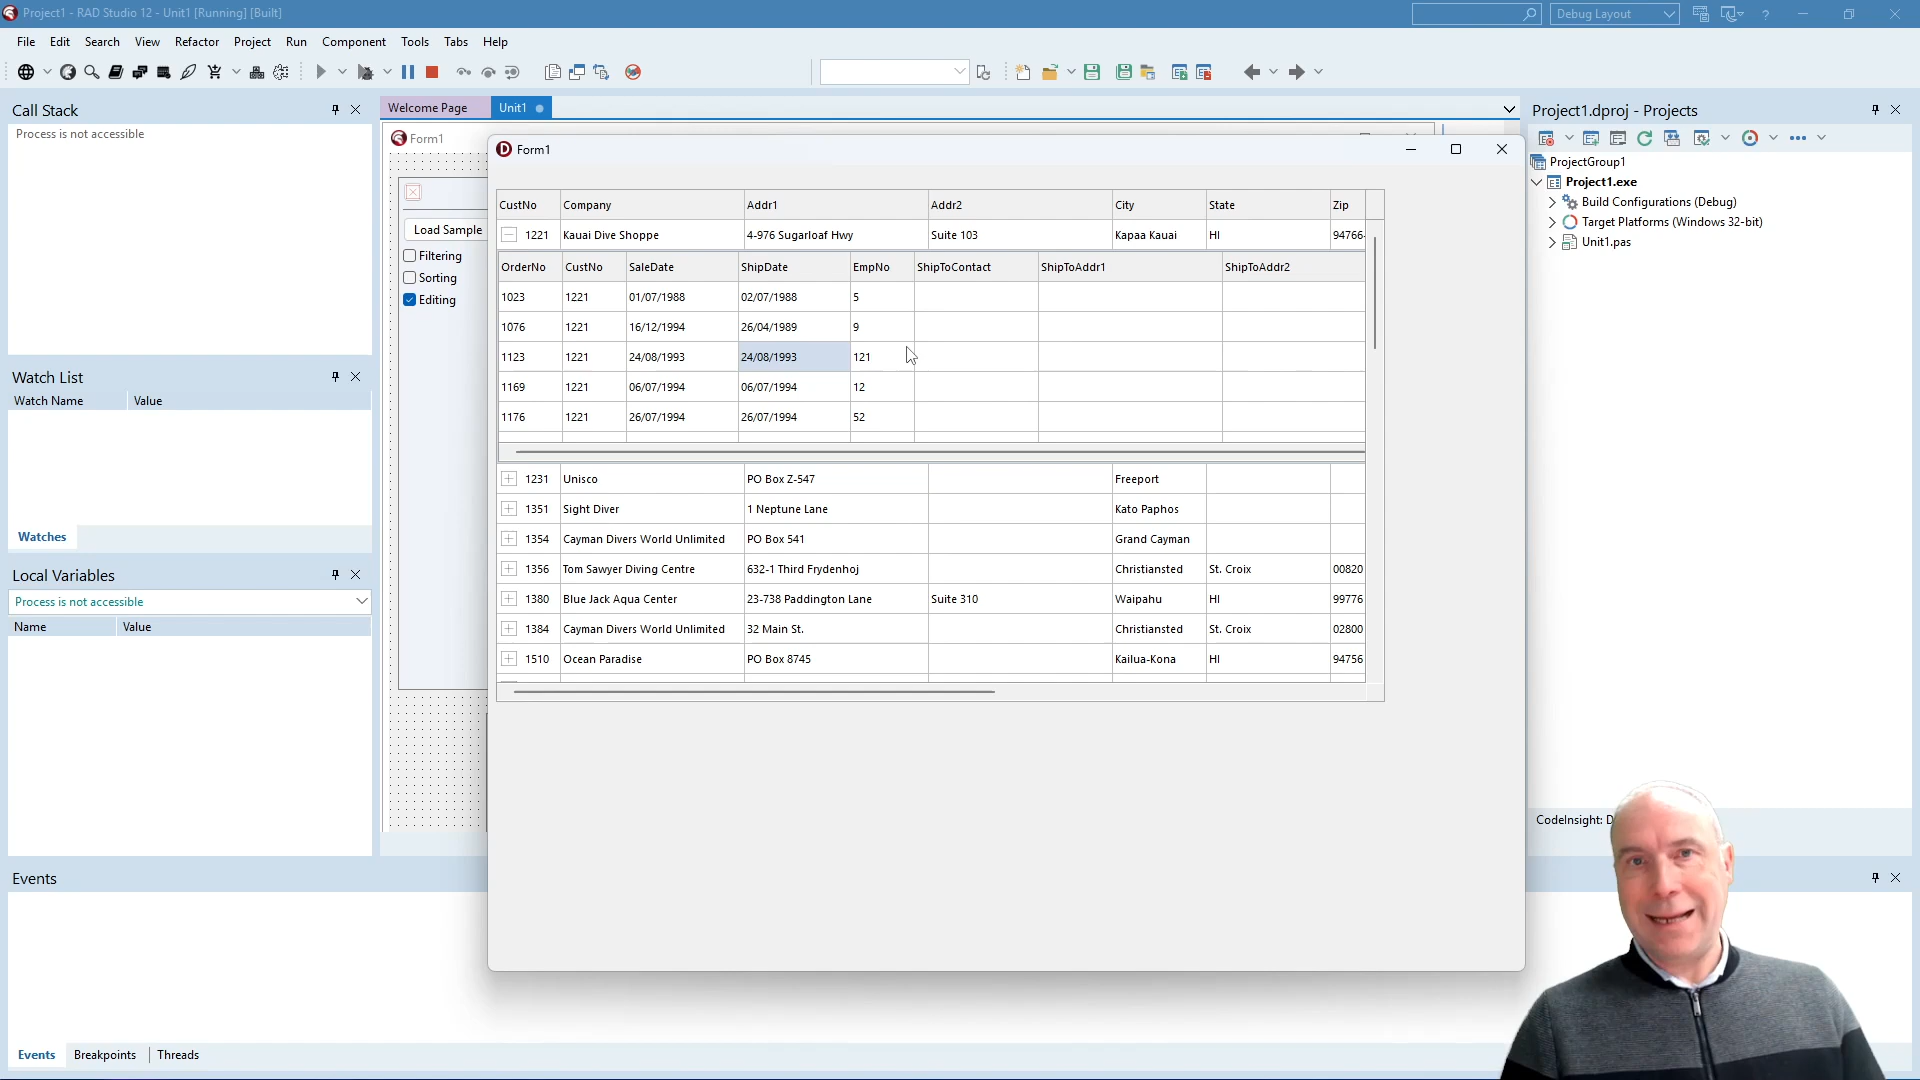 Project1 - RAD Studio 12 - Unit1 [Running] [Built]
Debug Layout
File Edit Search View Refactor Project Run Component Tools Tabs Help
Call Stack
Process is not accessible
Watch List
Watch Name Value
Watches
Local Variables
Process is not accessible
Name Value
Events
Events Breakpoints Threads
Welcome Page Unit1
Form1
Load Sample
Filtering
Sorting
Editing
Form1
CustNo Company Addr1 Addr2 City State Zip
1221 Kauai Dive Shoppe 4-976 Sugarloaf Hwy Suite 103 Kapaa Kauai HI 94766-
OrderNo CustNo SaleDate ShipDate EmpNo ShipToContact ShipToAddr1 ShipToAddr2
1023 1221 01/07/1988 02/07/1988 5
1076 1221 16/12/1994 26/04/1989 9
1123 1221 24/08/1993 24/08/1993 121
1169 1221 06/07/1994 06/07/1994 12
1176 1221 26/07/1994 26/07/1994 52
1231 Unisco PO Box Z-547 Freeport
1351 Sight Diver 1 Neptune Lane Kato Paphos
1354 Cayman Divers World Unlimited PO Box 541 Grand Cayman
1356 Tom Sawyer Diving Centre 632-1 Third Frydenhoj Christiansted St. Croix 00820
1380 Blue Jack Aqua Center 23-738 Paddington Lane Suite 310 Waipahu HI 99776
1384 Cayman Divers World Unlimited 32 Main St. Christiansted St. Croix 02800
1510 Ocean Paradise PO Box 8745 Kailua-Kona HI 94756
Project1.dproj - Projects
ProjectGroup1
Project1.exe
Build Configurations (Debug)
Target Platforms (Windows 32-bit)
Unit1.pas
CodeInsight: D